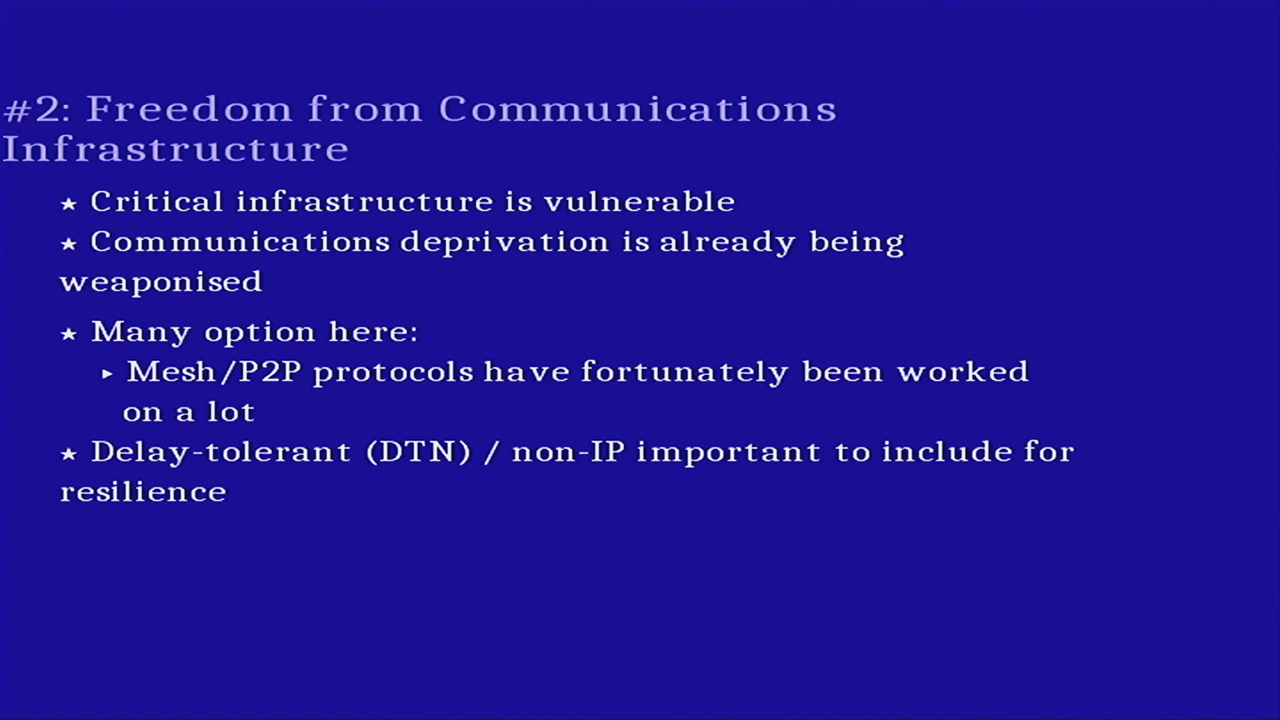 #2: Freedom from Communications
Infrastructure
★ Critical infrastructure is vulnerable
★ Communications deprivation is already being
weaponised
★ Many option here:
▸ Mesh/P2P protocols have fortunately been worked
on a lot
★ Delay-tolerant (DTN) / non-IP important to include for
resilience